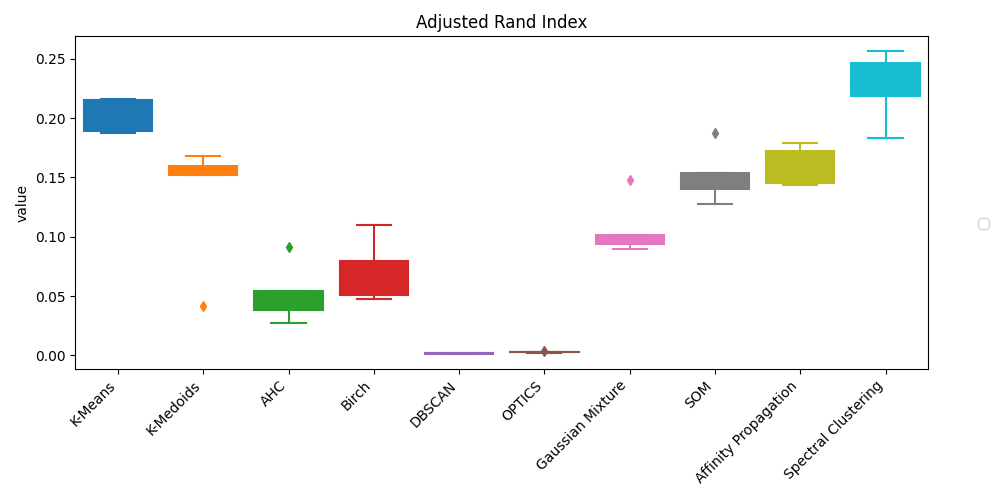 Adjusted Rand Index
value
0.25
0.20
0.15
0.10
0.05
0.00
K-Means
K-Medoids
AHC
Birch
DBSCAN
OPTICS
Gaussian Mixture
SOM
Affinity Propagation
Spectral Clustering